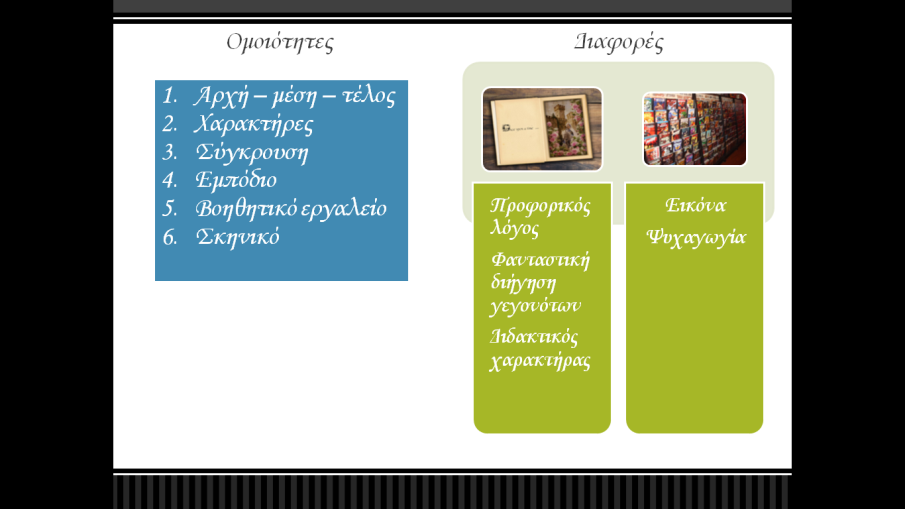 Ομοιότητες
1. Αρχή – μέση – τέλος
2. Χαρακτήρες
3. Σύγκρουση
4. Εμπόδιο
5. Βοηθητικό εργαλείο
6. Σκηνικό
Διαφορές
Προφορικός
λόγος
Φανταστική
διήγηση
γεγονότων
Διδακτικός
χαρακτήρας
Εικόνα
Ψυχαγωγία